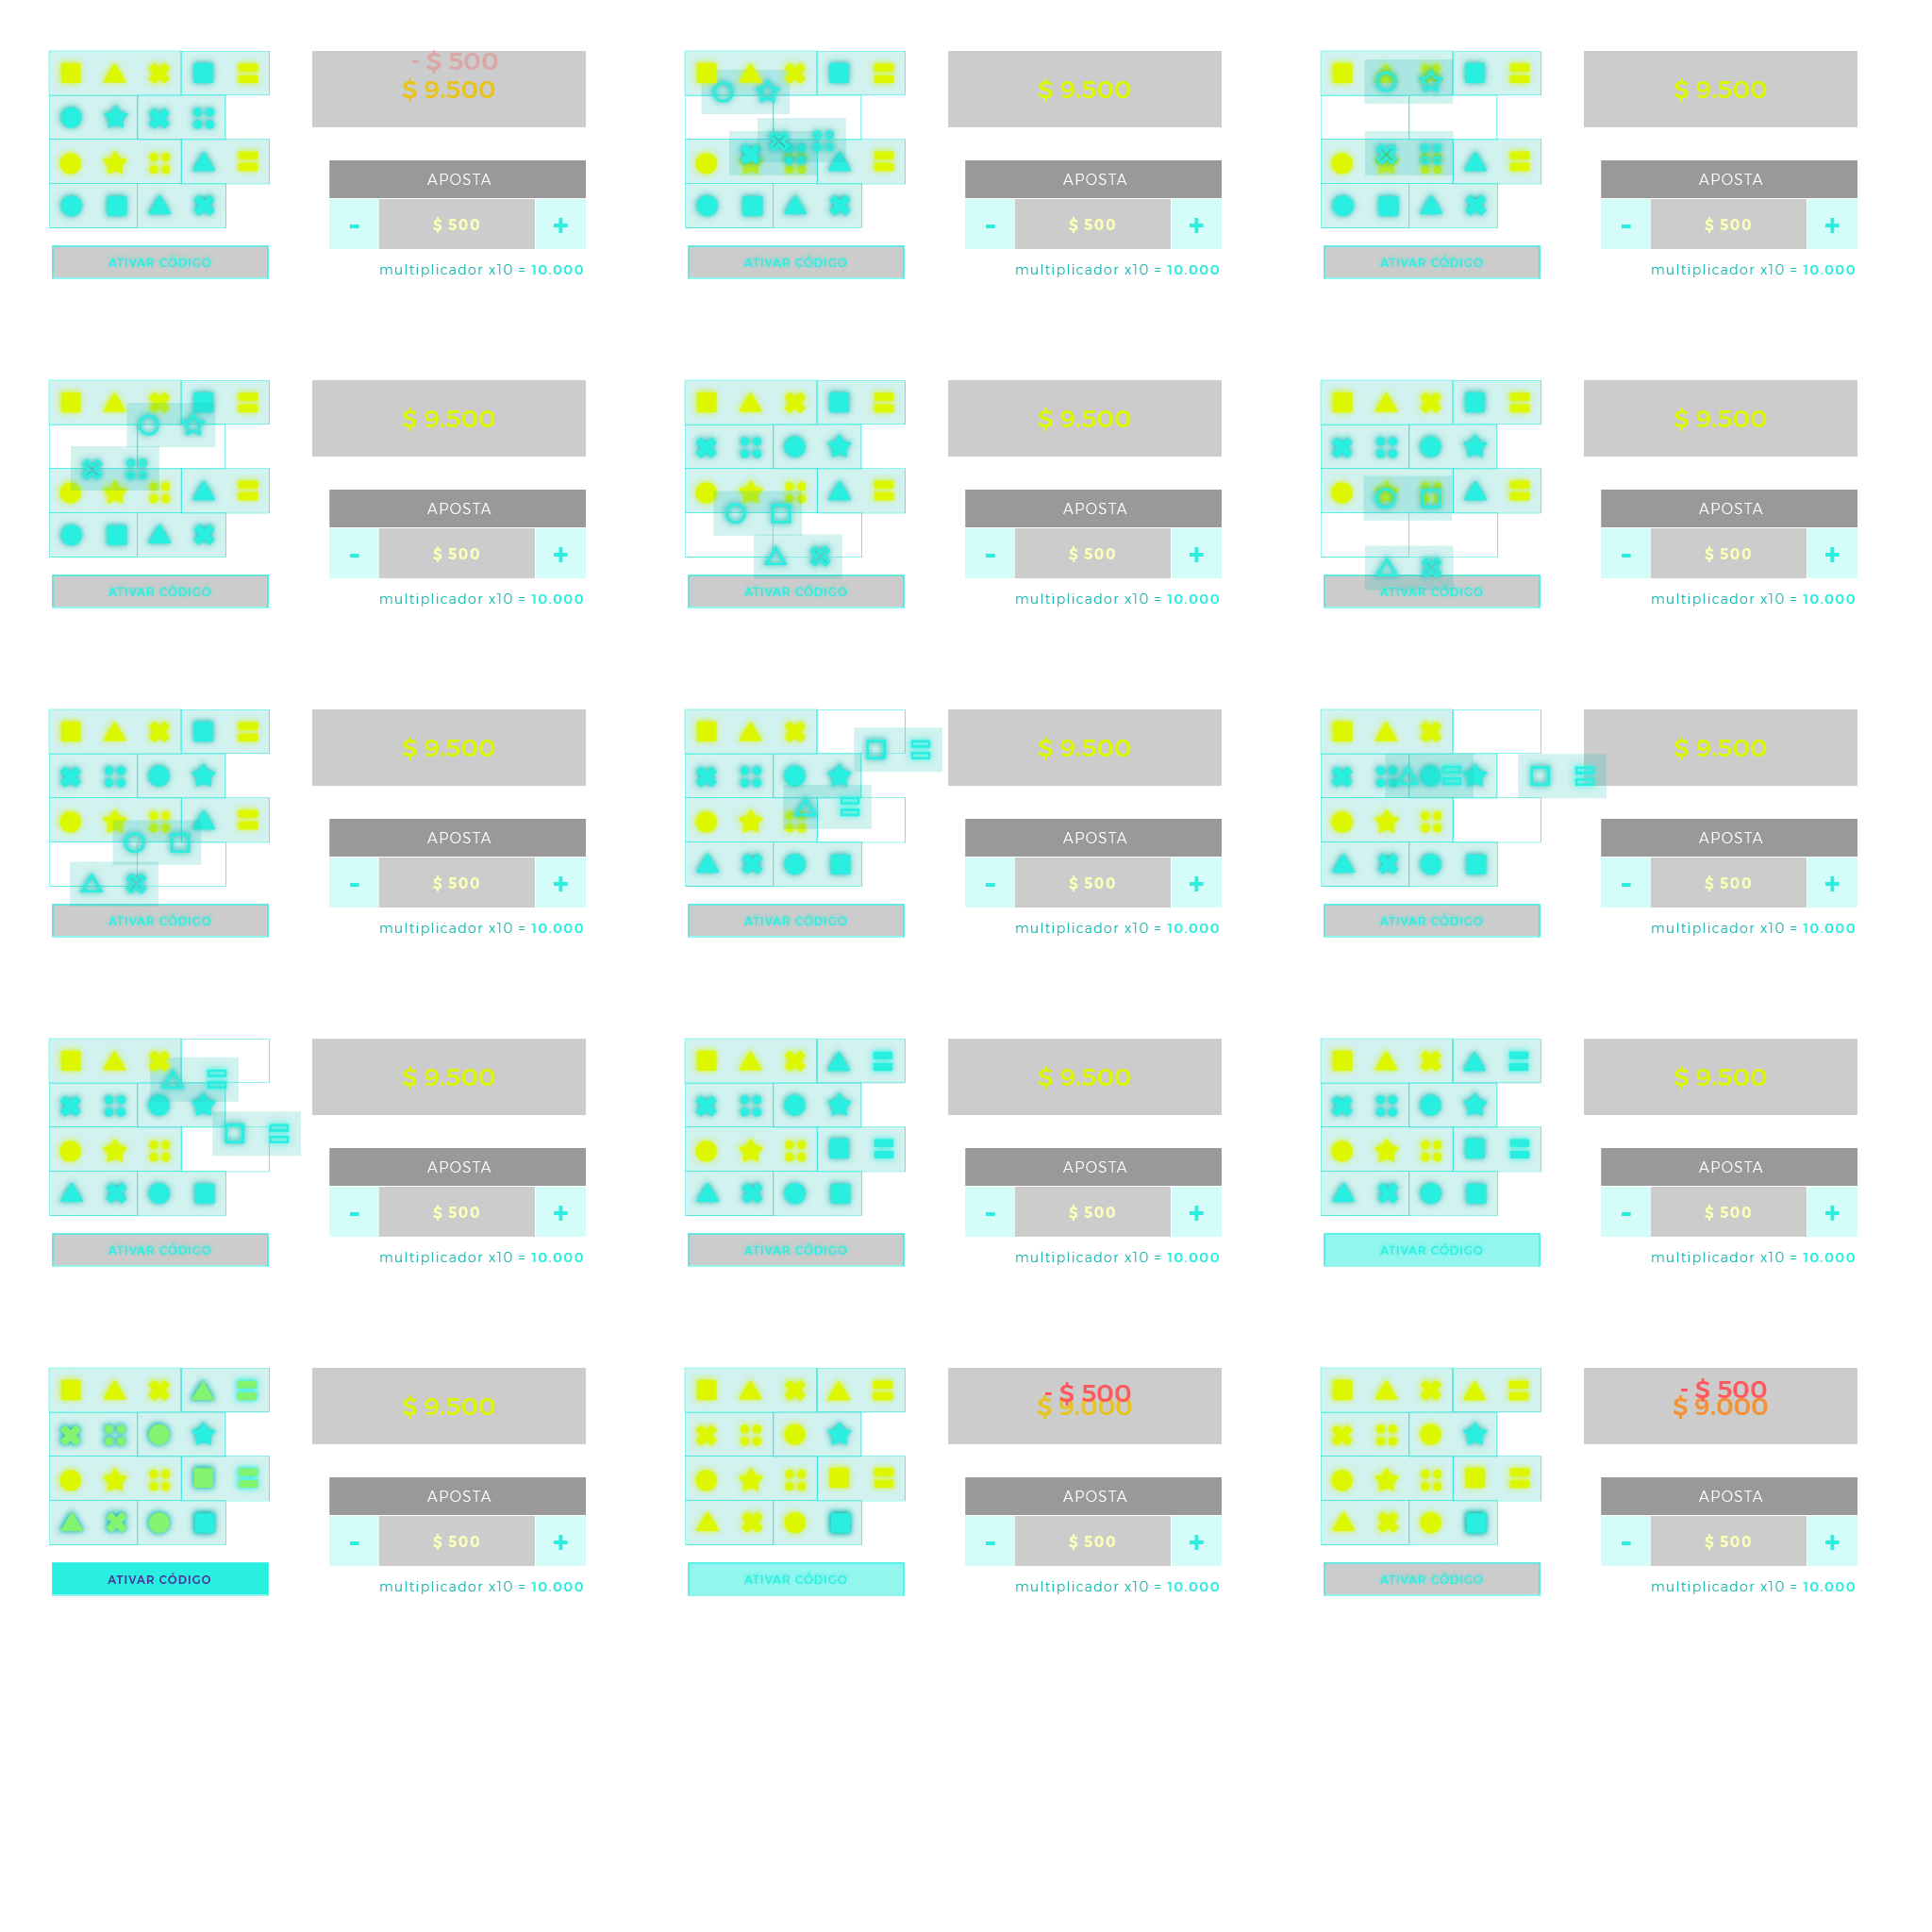 - $ 500
$ 9.500
$ 9.500
$ 9.500
APOSTA
APOSTA
APOSTA
- $ 500 +
- $ 500 +
- $ 500 +
ATIVAR CÓDIGO
ATIVAR CÓDIGO
ATIVAR CÓDIGO
multiplicador x10 = 10.000
multiplicador x10 = 10.000
multiplicador x10 = 10.000
$ 9.500
$ 9.500
$ 9.500
APOSTA
APOSTA
APOSTA
- $ 500 +
- $ 500 +
- $ 500 +
ATIVAR CÓDIGO
ATIVAR CÓDIGO
ATIVAR CÓDIGO
multiplicador x10 = 10.000
multiplicador x10 = 10.000
multiplicador x10 = 10.000
$ 9.500
$ 9.500
$ 9.500
APOSTA
APOSTA
APOSTA
- $ 500 +
- $ 500 +
- $ 500 +
ATIVAR CÓDIGO
ATIVAR CÓDIGO
ATIVAR CÓDIGO
multiplicador x10 = 10.000
multiplicador x10 = 10.000
multiplicador x10 = 10.000
$ 9.500
$ 9.500
$ 9.500
APOSTA
APOSTA
APOSTA
- $ 500 +
- $ 500 +
- $ 500 +
ATIVAR CÓDIGO
ATIVAR CÓDIGO
ATIVAR CÓDIGO
multiplicador x10 = 10.000
multiplicador x10 = 10.000
multiplicador x10 = 10.000
$ 9.500
- $ 500
$ 9.000
- $ 500
$ 9.000
APOSTA
APOSTA
APOSTA
- $ 500 +
- $ 500 +
- $ 500 +
ATIVAR CÓDIGO
ATIVAR CÓDIGO
ATIVAR CÓDIGO
multiplicador x10 = 10.000
multiplicador x10 = 10.000
multiplicador x10 = 10.000